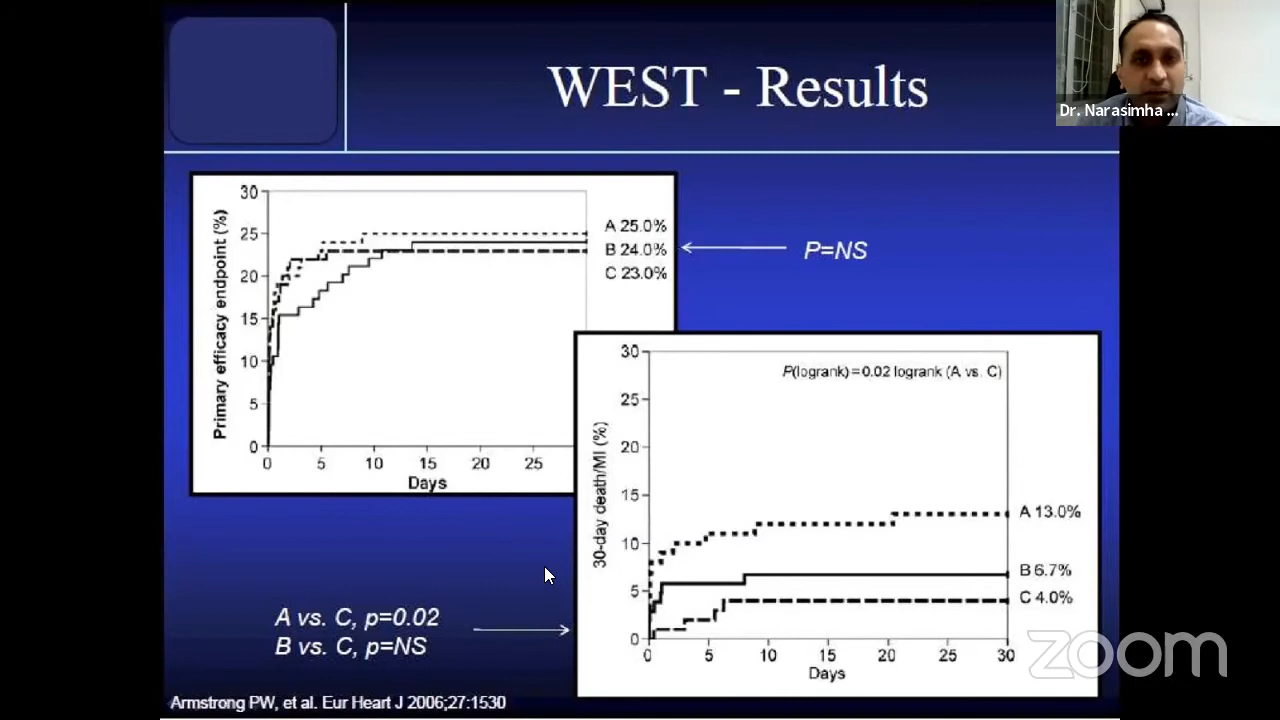 WEST - Results
Dr. Narasimha ...
30
25
20
15
10
5
0
Primary efficacy endpoint (%)
0 5 10 15 20 25
Days
A 25.0%
B 24.0%
C 23.0%
P=NS
30
25
20
15
10
5
0
30-day death/MI (%)
P(logrank)=0.02 logrank (A vs. C)
A 13.0%
B 6.7%
C 4.0%
0 5 10 15 20 25 30
Days
A vs. C, p=0.02
B vs. C, p=NS
zoom
Armstrong PW, et al. Eur Heart J 2006;27:1530